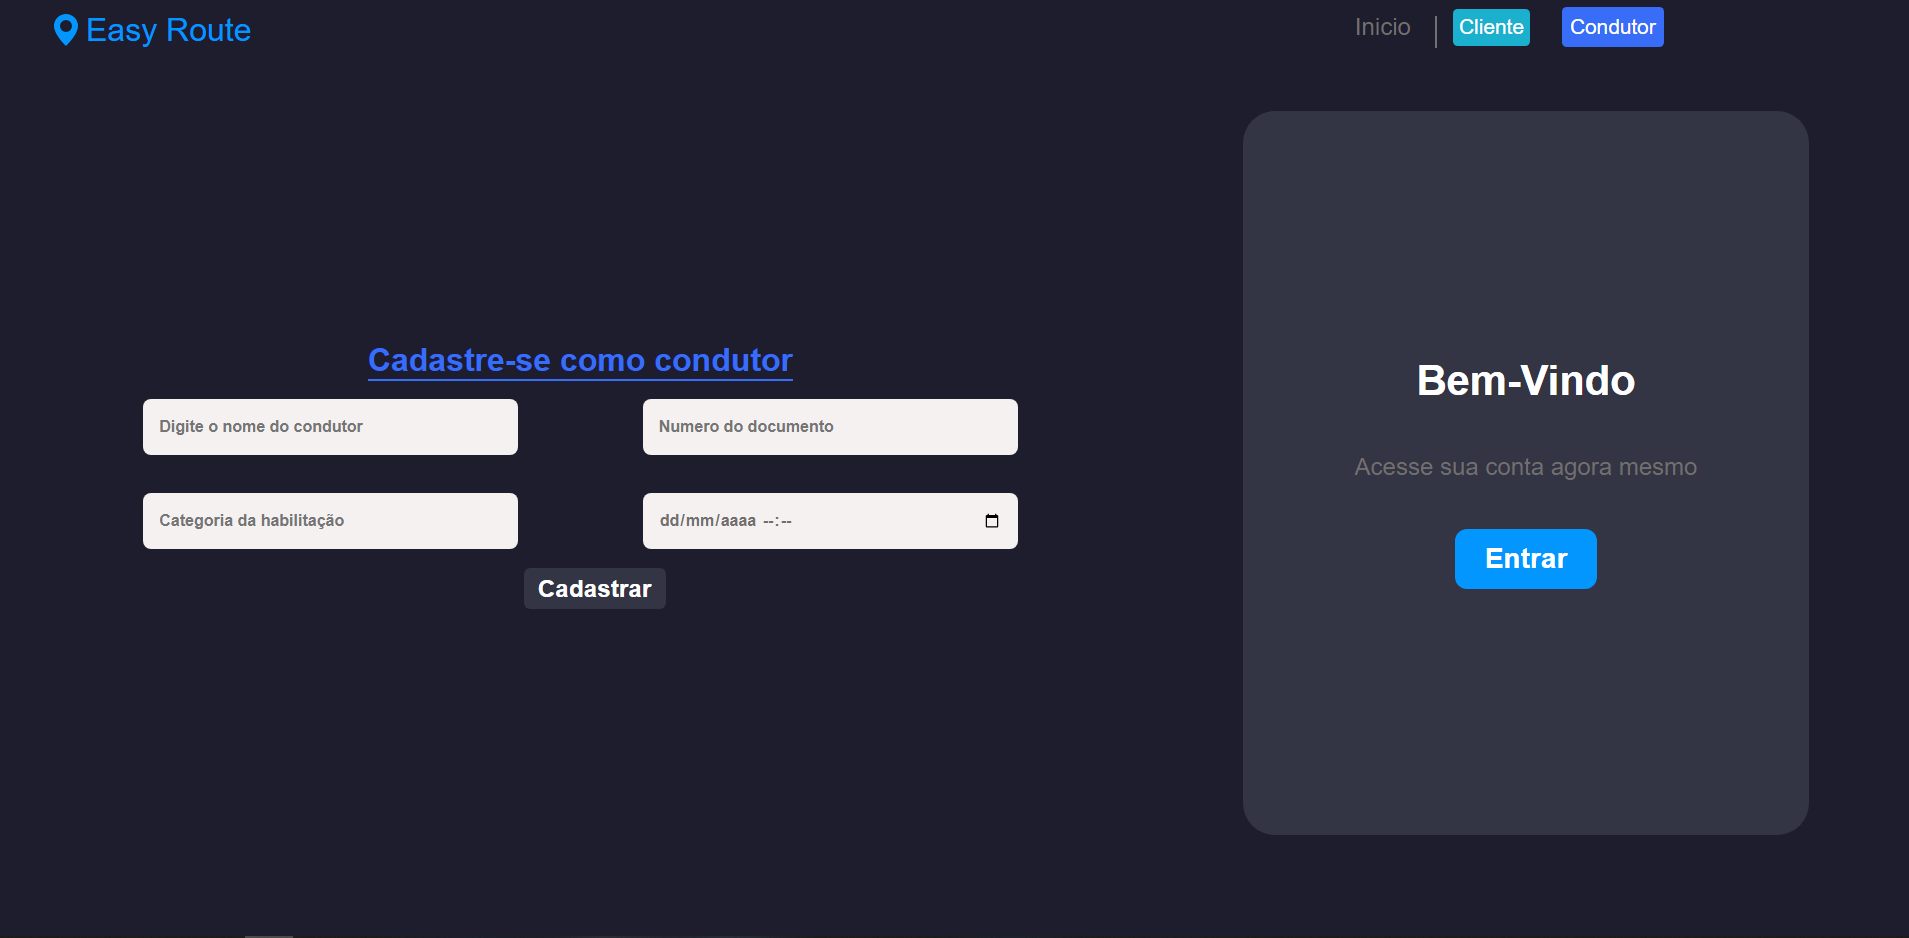 Easy Route
Inicio
Cliente
Condutor
Cadastre-se como condutor
Digite o nome do condutor
Numero do documento
Categoria da habilitação
dd/mm/aaaa --:--
Cadastrar
Bem-Vindo
Acesse sua conta agora mesmo
Entrar